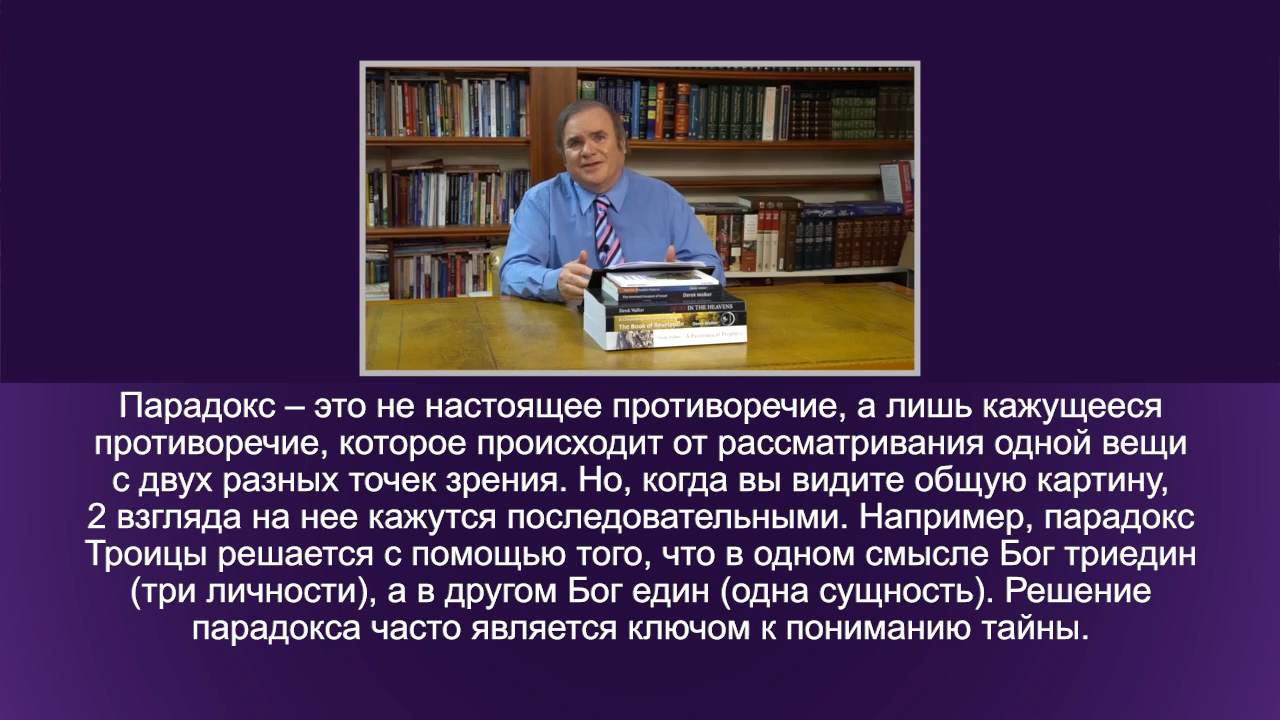 Derek Walker
Derek Walker
IN THE HEAVENS
The Book of Revelation
Парадокс – это не настоящее противоречие, а лишь кажущееся
противоречие, которое происходит от рассматривания одной вещи
с двух разных точек зрения. Но, когда вы видите общую картину,
2 взгляда на нее кажутся последовательными. Например, парадокс
Троицы решается с помощью того, что в одном смысле Бог триедин
(три личности), а в другом Бог един (одна сущность). Решение
парадокса часто является ключом к пониманию тайны.